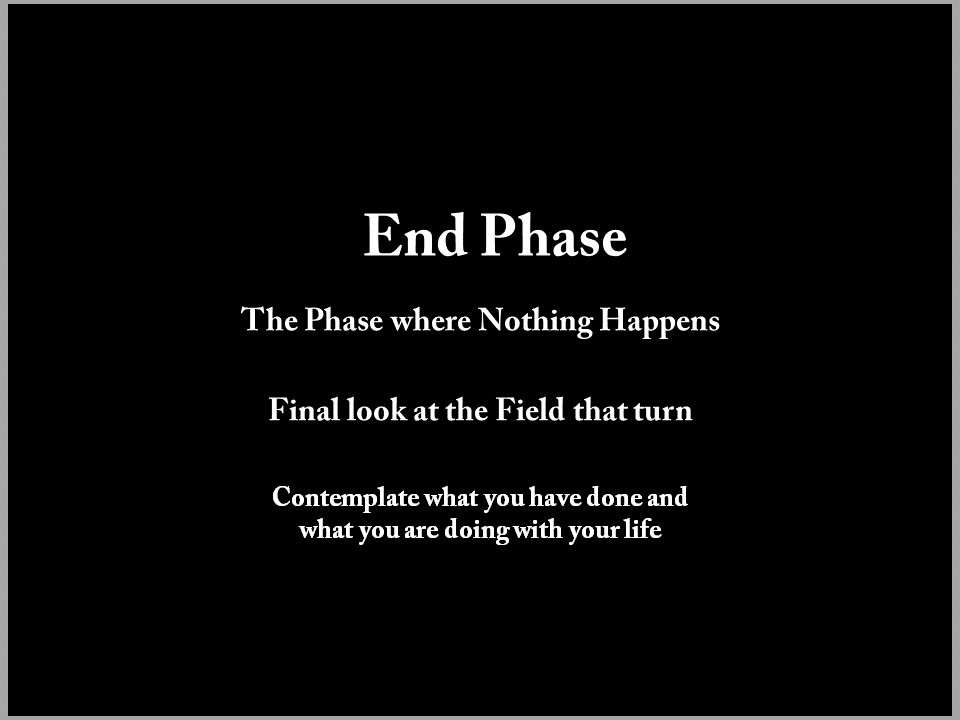 End Phase
The Phase where Nothing Happens
Final look at the Field that turn
Contemplate what you have done and
what you are doing with your life